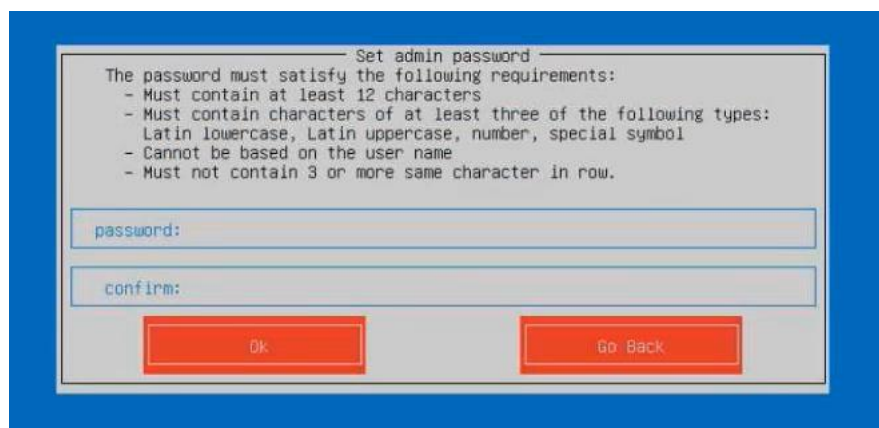 Set admin password
The password must satisfy the following requirements:
- Must contain at least 12 characters
- Must contain characters of at least three of the following types:
Latin lowercase, Latin uppercase, number, special symbol
- Cannot be based on the user name
- Must not contain 3 or more same character in row.
password:
confirm:
Ok
Go Back